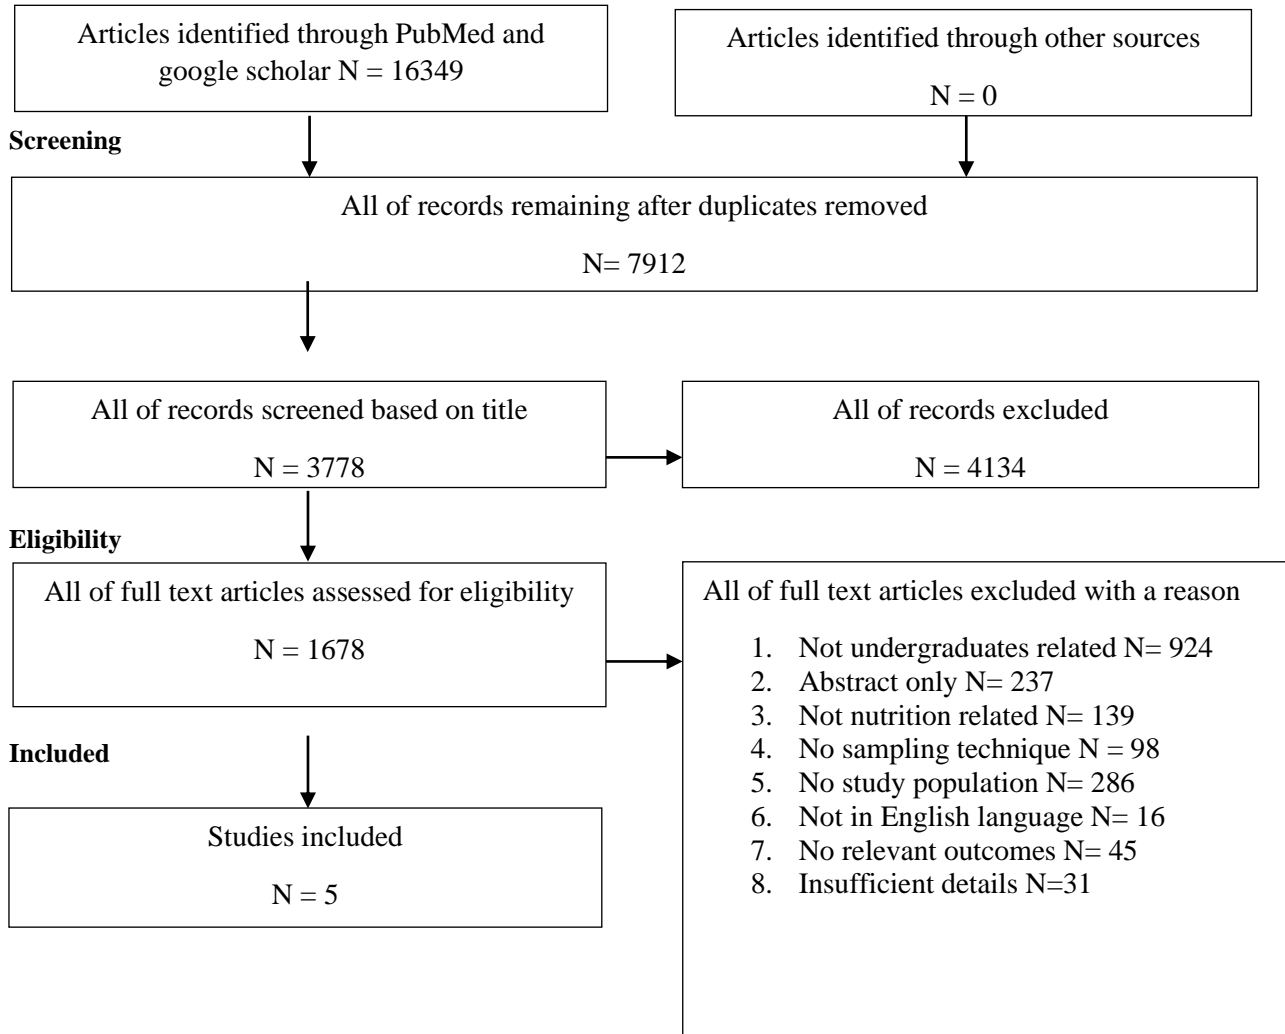 Articles identified through PubMed and
google scholar N = 16349
Articles identified through other sources
N = 0
Screening
All of records remaining after duplicates removed
N= 7912
All of records screened based on title
N = 3778
All of records excluded
N = 4134
Eligibility
All of full text articles assessed for eligibility
N = 1678
All of full text articles excluded with a reason
1. Not undergraduates related N= 924
2. Abstract only N= 237
3. Not nutrition related N= 139
4. No sampling technique N = 98
5. No study population N= 286
6. Not in English language N= 16
7. No relevant outcomes N= 45
8. Insufficient details N=31
Included
Studies included
N = 5